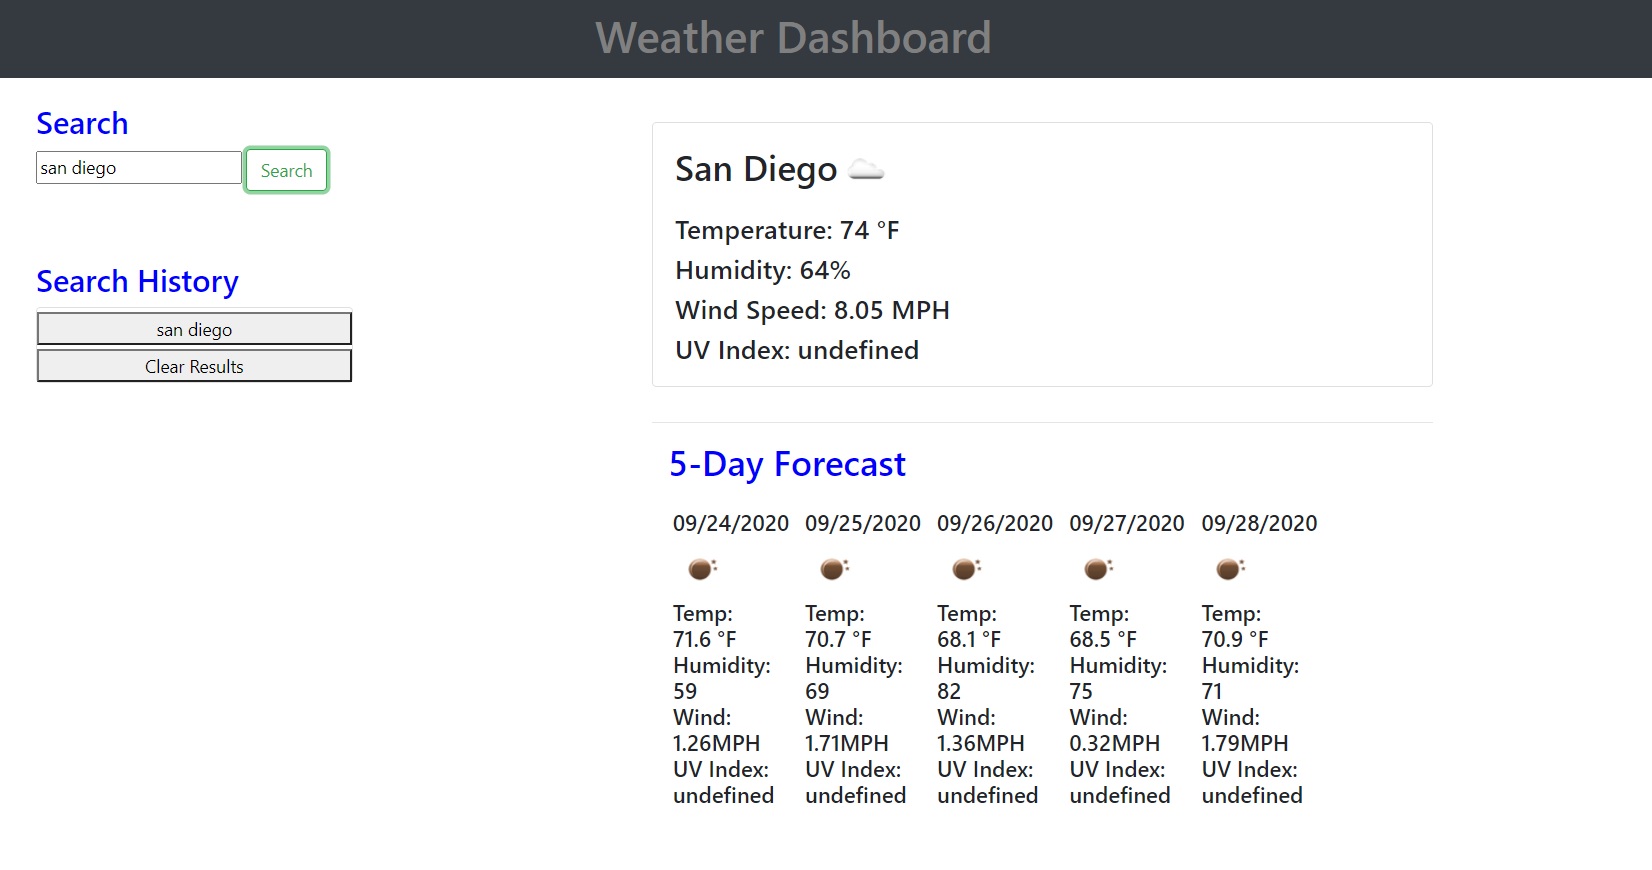 Weather Dashboard
Search
san diego
Search
Search History
san diego
Clear Results
San Diego
Temperature: 74 °F
Humidity: 64%
Wind Speed: 8.05 MPH
UV Index: undefined
5-Day Forecast
09/24/2020
Temp:
71.6 °F
Humidity:
59
Wind:
1.26MPH
UV Index:
undefined
09/25/2020
Temp:
70.7 °F
Humidity:
69
Wind:
1.71MPH
UV Index:
undefined
09/26/2020
Temp:
68.1 °F
Humidity:
82
Wind:
1.36MPH
UV Index:
undefined
09/27/2020
Temp:
68.5 °F
Humidity:
75
Wind:
0.32MPH
UV Index:
undefined
09/28/2020
Temp:
70.9 °F
Humidity:
71
Wind:
1.79MPH
UV Index:
undefined